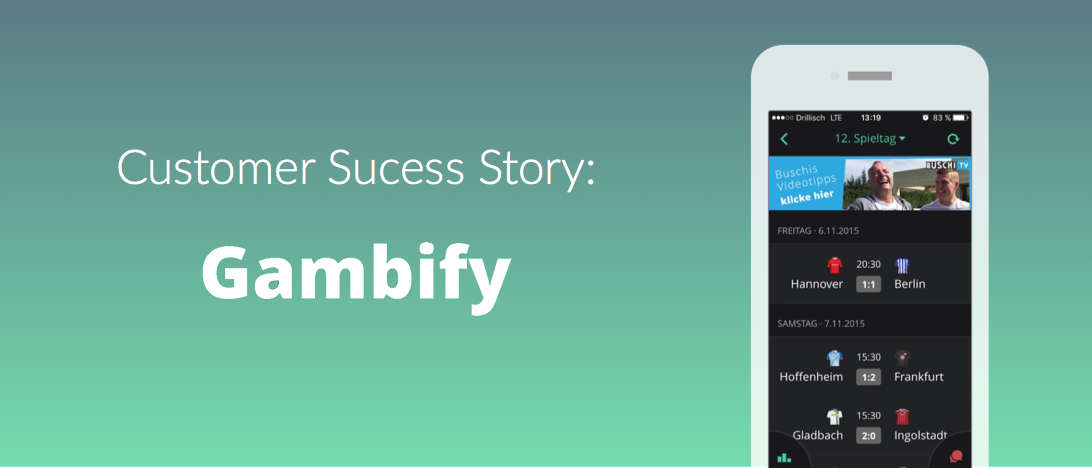 Customer Sucess Story:
Gambify
Drillisch LTE 13:19 83 %
12. Spieltag
Buschis
Videotipps
klicke hier
BUSCHI TV
FREITAG · 6.11.2015
20:30
Hannover 1:1 Berlin
SAMSTAG · 7.11.2015
15:30
Hoffenheim 1:2 Frankfurt
15:30
Gladbach 2:0 Ingolstadt